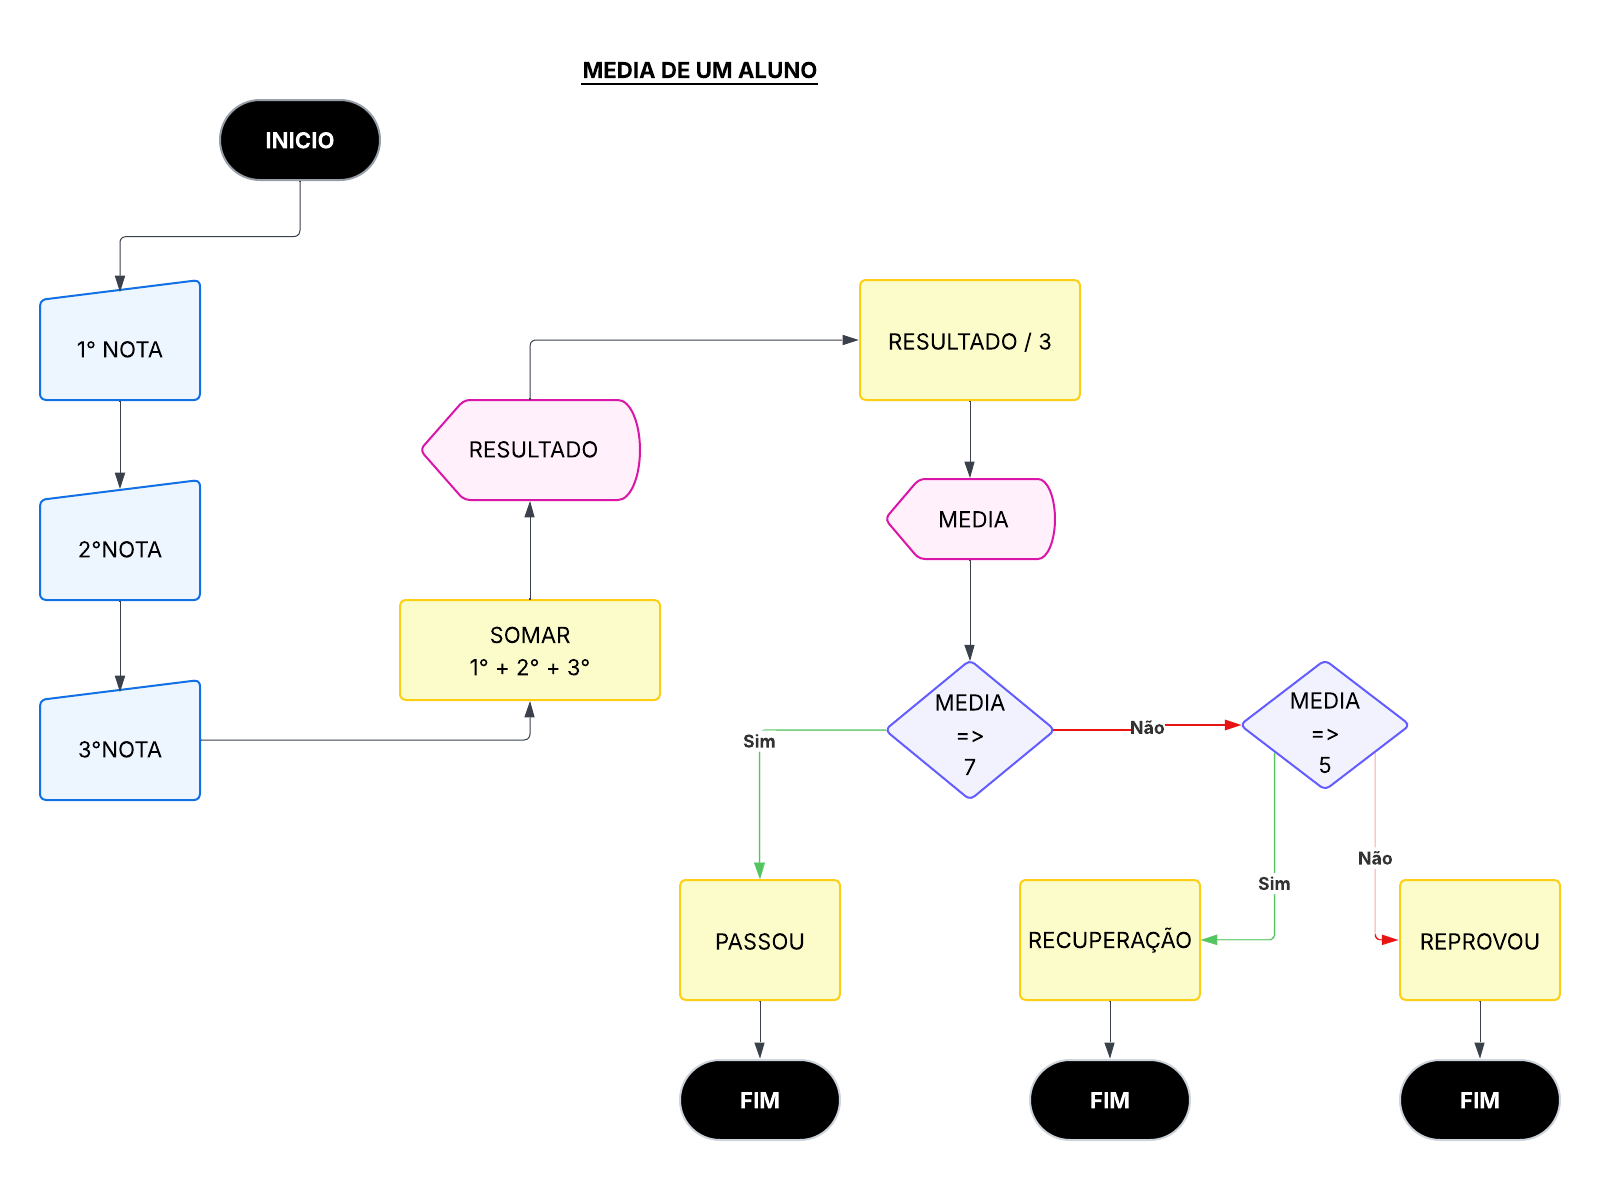 MEDIA DE UM ALUNO
INICIO
1° NOTA
2°NOTA
3°NOTA
SOMAR
1° + 2° + 3°
RESULTADO
RESULTADO / 3
MEDIA
MEDIA
=>
7
Sim
Não
MEDIA
=>
5
Sim
Não
PASSOU
RECUPERAÇÃO
REPROVOU
FIM
FIM
FIM